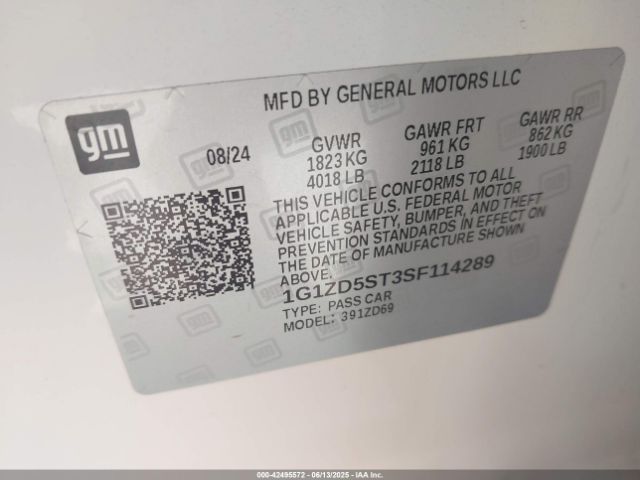 MFD BY GENERAL MOTORS LLC
gm
08/24
GVWR
1823 KG
4018 LB
GAWR FRT
961 KG
2118 LB
GAWR RR
862 KG
1900 LB
THIS VEHICLE CONFORMS TO ALL
APPLICABLE U.S. FEDERAL MOTOR
VEHICLE SAFETY, BUMPER, AND THEFT
PREVENTION STANDARDS IN EFFECT ON
THE DATE OF MANUFACTURE SHOWN
ABOVE.
1G1ZD5ST3SF114289
TYPE: PASS CAR
MODEL: 391ZD69
000-42495572 - 06/13/2025 - IAA Inc.